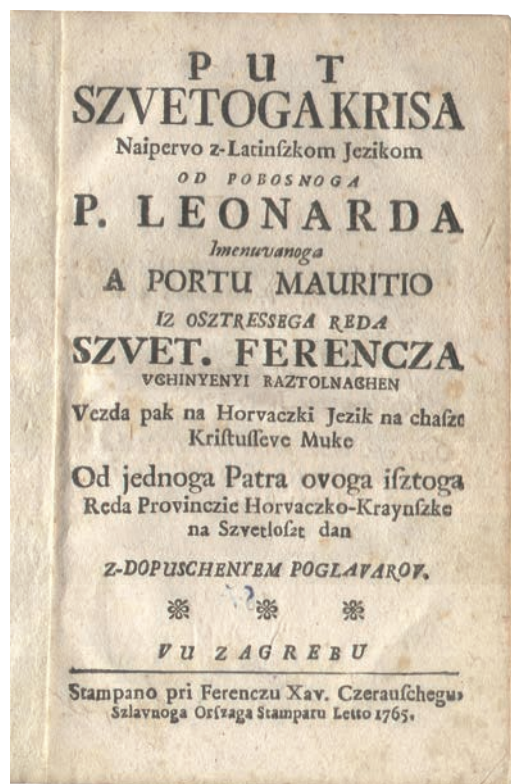 PUT
SZVETOGA KRISA
Naipervo z-Latinſzkom Jezikom
OD POBOSNOGA
P. LEONARDA
Imenuvanoga
A PORTU MAURITIO
IZ OSZTRESSEGA REDA
SZVET. FERENCZA
VGHINYENYI RAZTOLNAGHEN
Vezda pak na Horvaczki Jezik na chaſzt
Kriſtuſſeve Muke
Od jednoga Patra ovoga iſztoga
Reda Provinczie Horvaczko-Kraynſzke
na Szvetloſzt dan
Z-DOPUSCHENYEM POGLAVAROV.
VU ZAGREBU
Stampano pri Ferenczu Xav. Czerauſchegu,
Szlavnoga Orſzaga Stamparu Letto 1765.